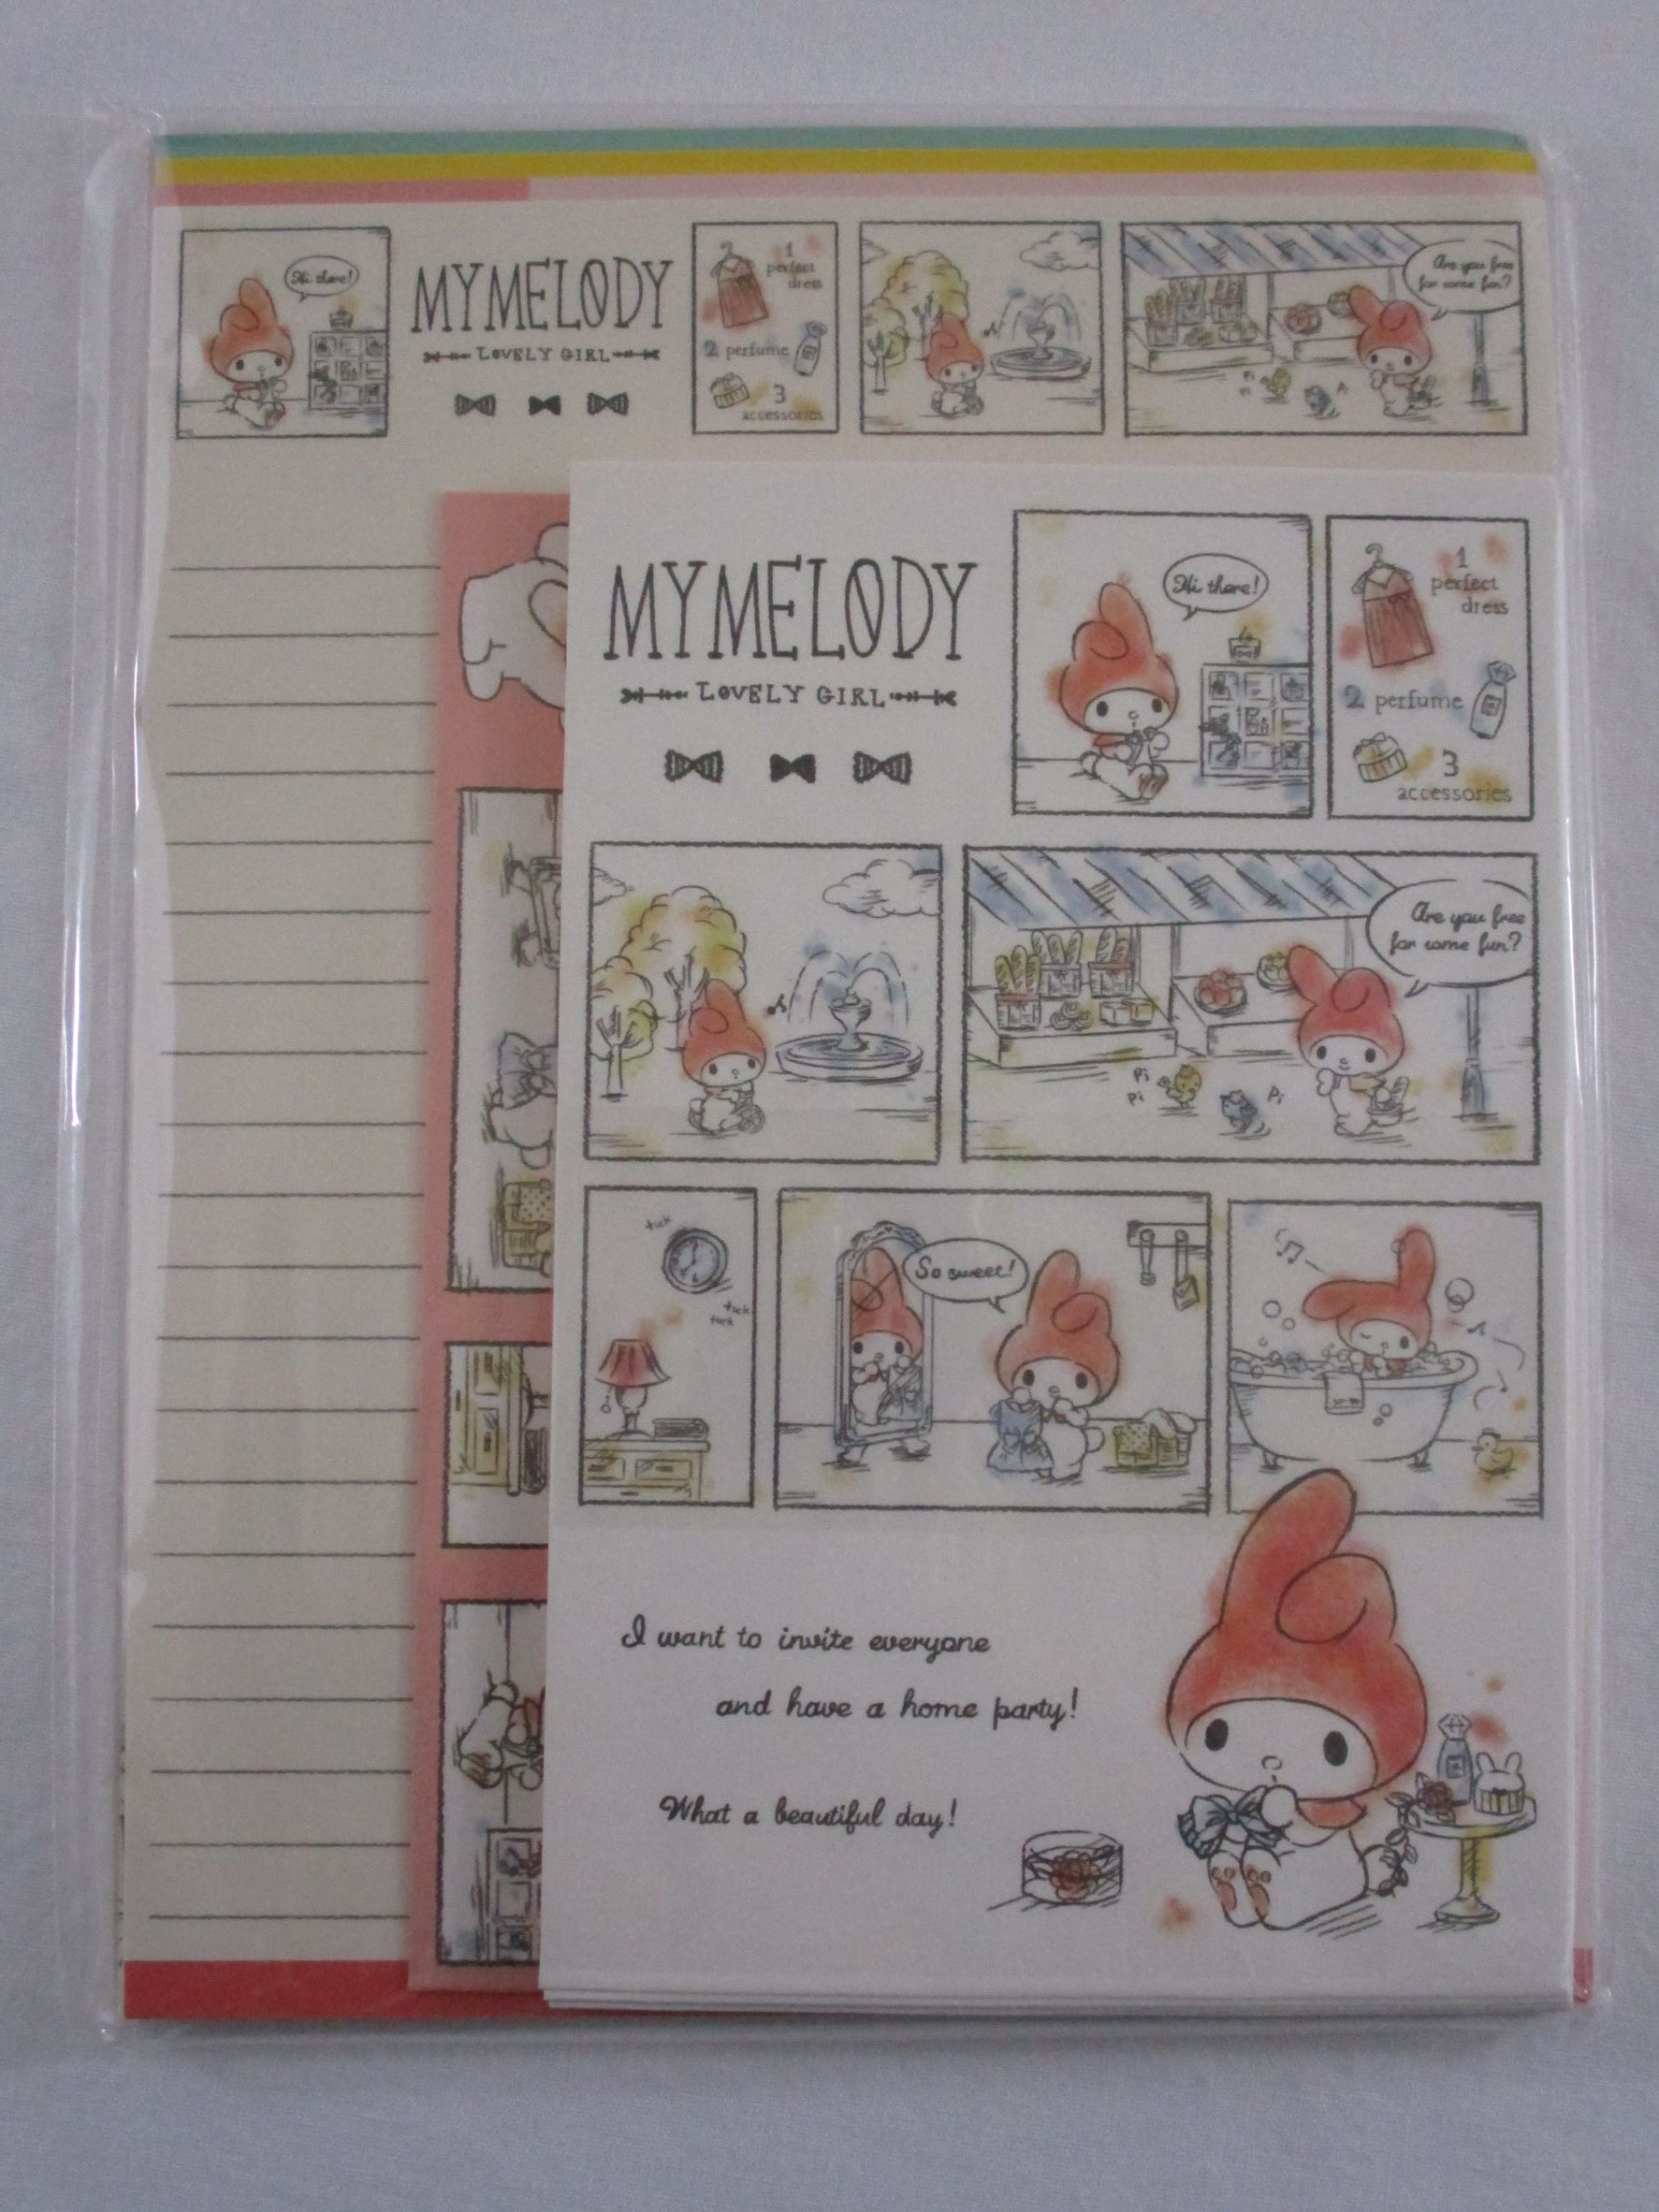 Hi there!
MYMELODY
LOVELY GIRL
1
perfect
dress
2 perfume
3
accessories
Are you free
for some fun?
MYMELODY
LOVELY GIRL
Hi there!
1
perfect
dress
2 perfume
3
accessories
Are you free
for some fun?
Pi
Pi
Pi
tick
tick
tock
So sweet!
I want to invite everyone
and have a home party!
What a beautiful day!